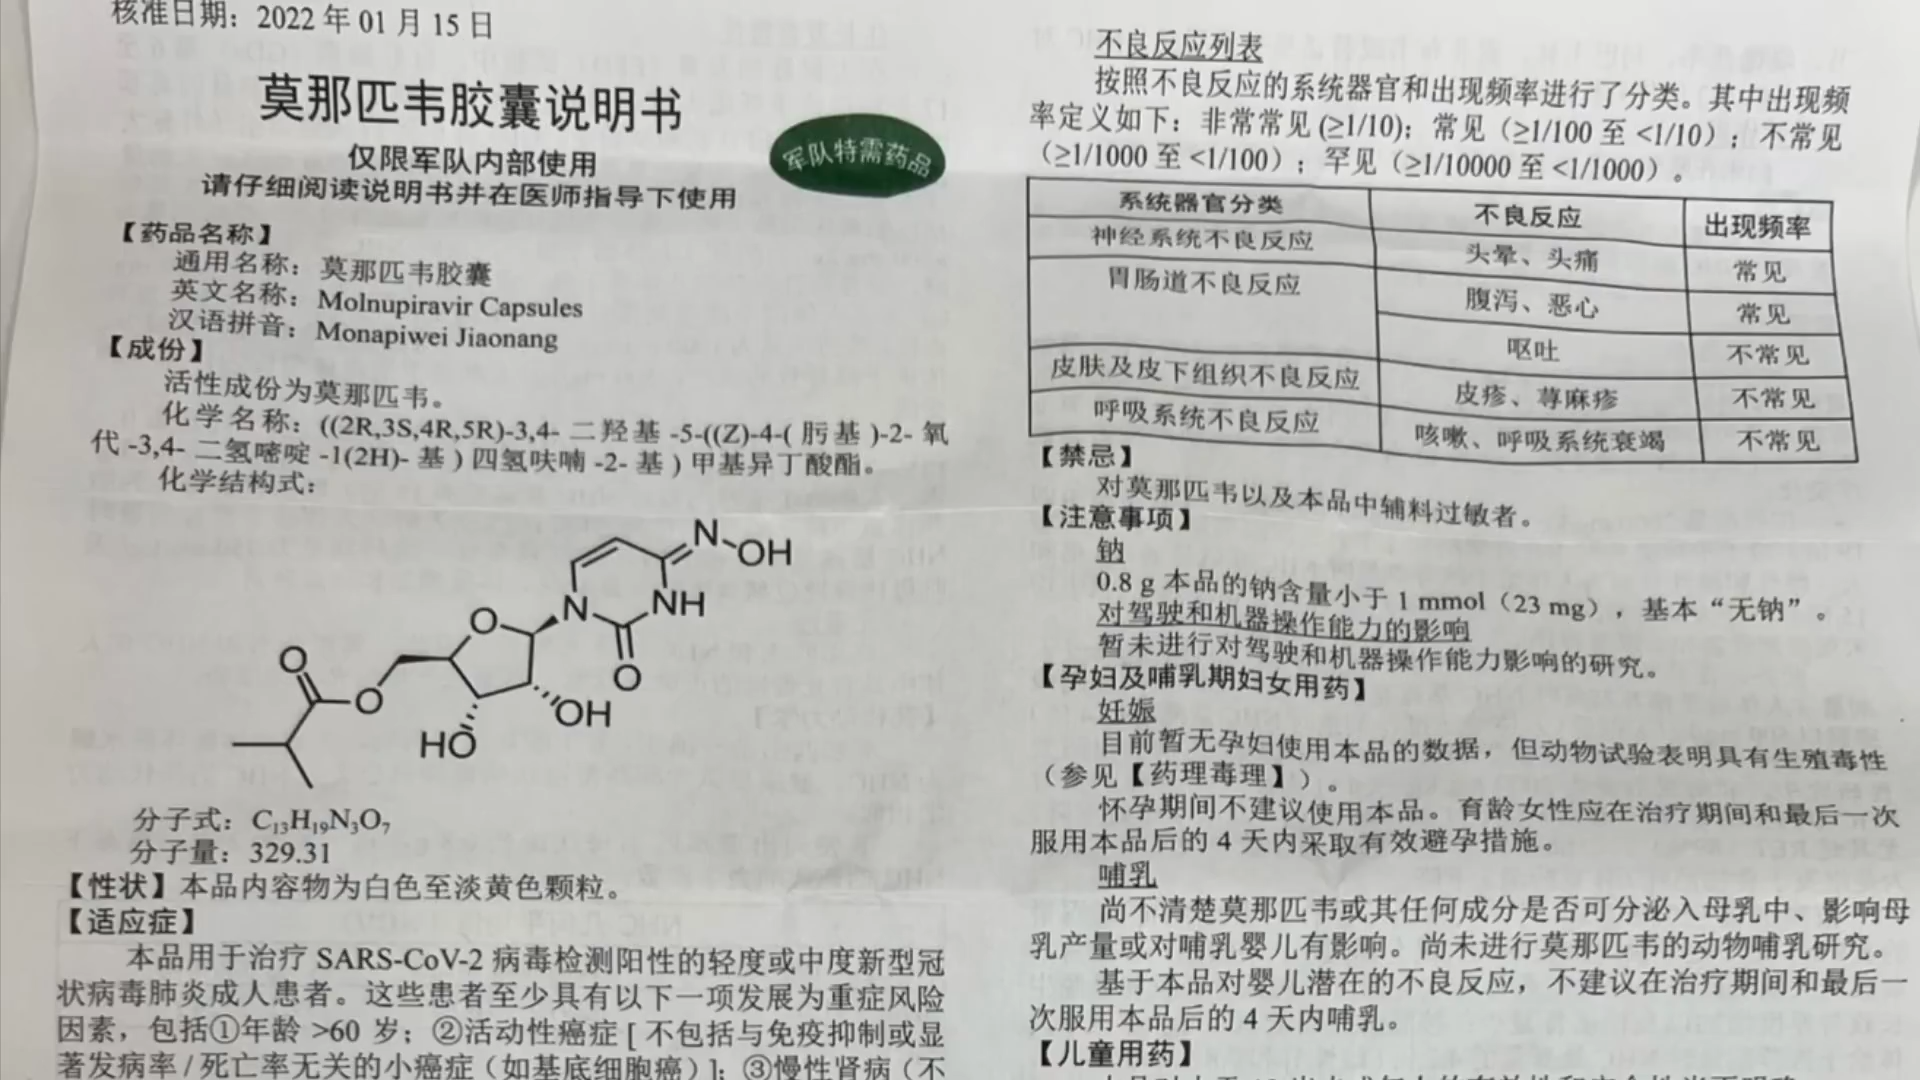 核准日期：2022 年 01 月 15 日
莫那匹韦胶囊说明书
仅限军队内部使用
请仔细阅读说明书并在医师指导下使用
军队特需药品
【药品名称】
通用名称：莫那匹韦胶囊
英文名称：Molnupiravir Capsules
汉语拼音：Monapiwei Jiaonang
【成份】
活性成份为莫那匹韦。
化学名称：((2R,3S,4R,5R)-3,4- 二羟基 -5-((Z)-4-( 肟基 )-2- 氧
代 -3,4- 二氢嘧啶 -1(2H)- 基 ) 四氢呋喃 -2- 基 ) 甲基异丁酸酯。
化学结构式：
N
OH
N
NH
O
O
O
O
OH
HO
分子式：C₁₃H₁₉N₃O₇
分子量：329.31
【性状】本品内容物为白色至淡黄色颗粒。
【适应症】
本品用于治疗 SARS-CoV-2 病毒检测阳性的轻度或中度新型冠
状病毒肺炎成人患者。这些患者至少具有以下一项发展为重症风险
因素，包括①年龄 >60 岁；②活动性癌症 [ 不包括与免疫抑制或显
著发病率 / 死亡率无关的小癌症（如基底细胞癌）]；③慢性肾病（不
不良反应列表
按照不良反应的系统器官和出现频率进行了分类。其中出现频
率定义如下：非常常见 (≥1/10)；常见（≥1/100 至 <1/10）；不常见
（≥1/1000 至 <1/100）；罕见（≥1/10000 至 <1/1000）。
系统器官分类 不良反应 出现频率
神经系统不良反应 头晕、头痛 常见
胃肠道不良反应 腹泻、恶心 常见
呕吐 不常见
皮肤及皮下组织不良反应 皮疹、荨麻疹 不常见
呼吸系统不良反应 咳嗽、呼吸系统衰竭 不常见
【禁忌】
对莫那匹韦以及本品中辅料过敏者。
【注意事项】
钠
0.8 g 本品的钠含量小于 1 mmol（23 mg），基本“无钠”。
对驾驶和机器操作能力的影响
暂未进行对驾驶和机器操作能力影响的研究。
【孕妇及哺乳期妇女用药】
妊娠
目前暂无孕妇使用本品的数据，但动物试验表明具有生殖毒性
（参见【药理毒理】）。
怀孕期间不建议使用本品。育龄女性应在治疗期间和最后一次
服用本品后的 4 天内采取有效避孕措施。
哺乳
尚不清楚莫那匹韦或其任何成分是否可分泌入母乳中、影响母
乳产量或对哺乳婴儿有影响。尚未进行莫那匹韦的动物哺乳研究。
基于本品对婴儿潜在的不良反应，不建议在治疗期间和最后一
次服用本品后的 4 天内哺乳。
【儿童用药】